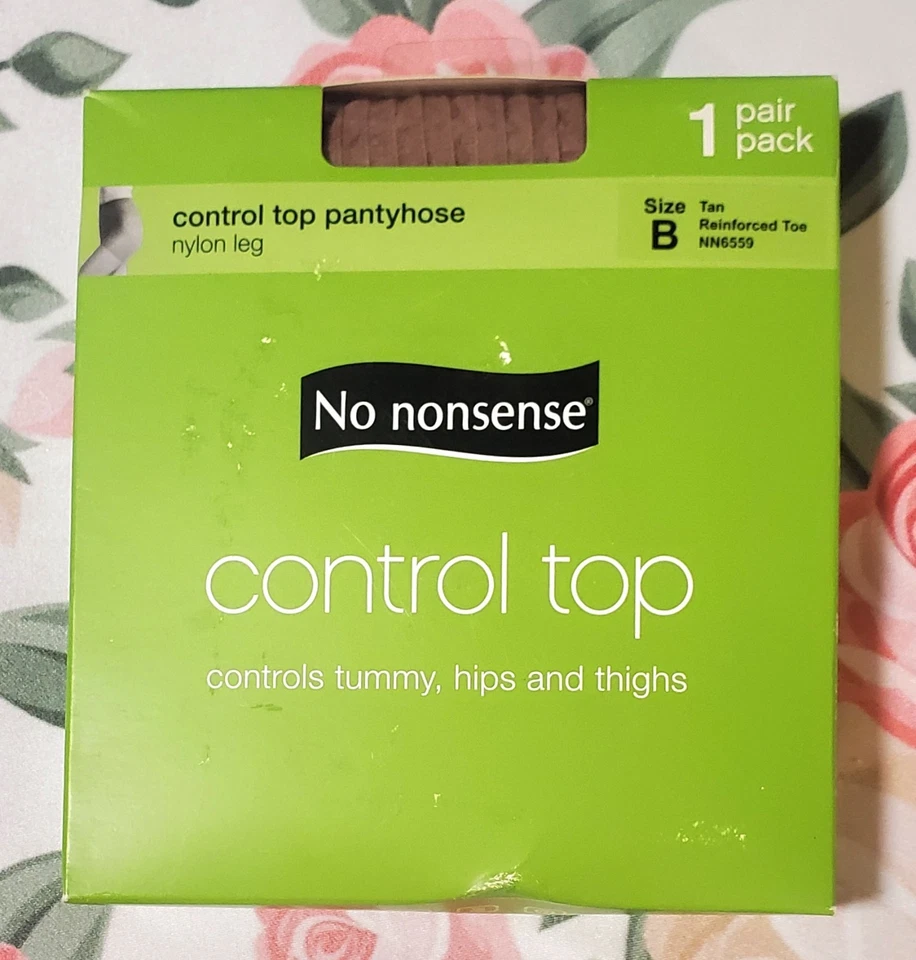 1 pair
pack
control top pantyhose
nylon leg
Size
B
Tan
Reinforced Toe
NN6559
No nonsense®
control top
controls tummy, hips and thighs